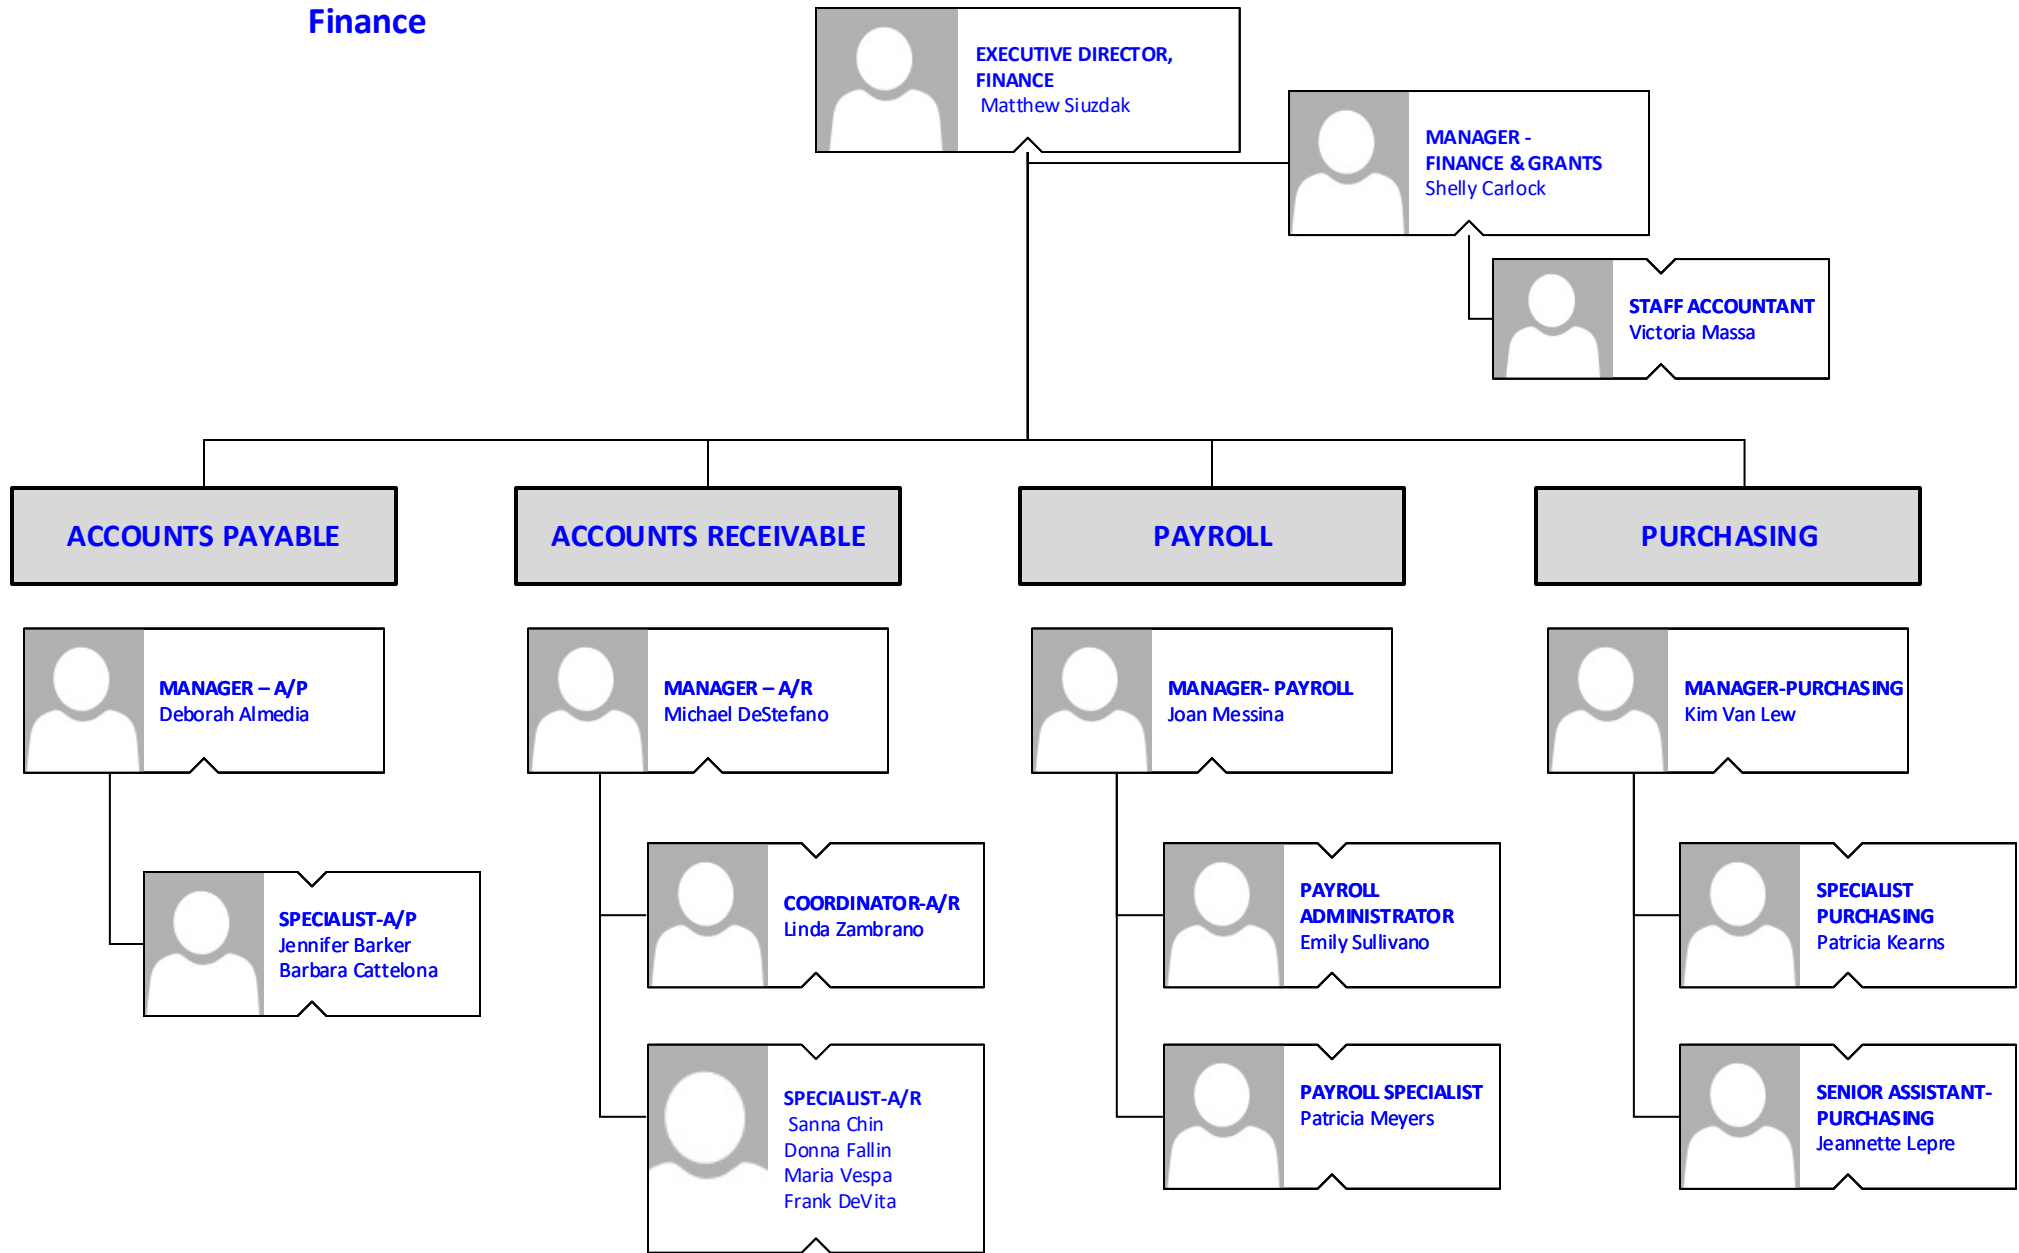 Finance
EXECUTIVE DIRECTOR,
FINANCE
Matthew Siuzdak
MANAGER -
FINANCE & GRANTS
Shelly Carlock
STAFF ACCOUNTANT
Victoria Massa
ACCOUNTS PAYABLE
ACCOUNTS RECEIVABLE
PAYROLL
PURCHASING
MANAGER – A/P
Deborah Almedia
MANAGER – A/R
Michael DeStefano
MANAGER- PAYROLL
Joan Messina
MANAGER-PURCHASING
Kim Van Lew
SPECIALIST-A/P
Jennifer Barker
Barbara Cattelona
COORDINATOR-A/R
Linda Zambrano
PAYROLL
ADMINISTRATOR
Emily Sullivano
SPECIALIST
PURCHASING
Patricia Kearns
SPECIALIST-A/R
Sanna Chin
Donna Fallin
Maria Vespa
Frank DeVita
PAYROLL SPECIALIST
Patricia Meyers
SENIOR ASSISTANT-
PURCHASING
Jeannette Lepre